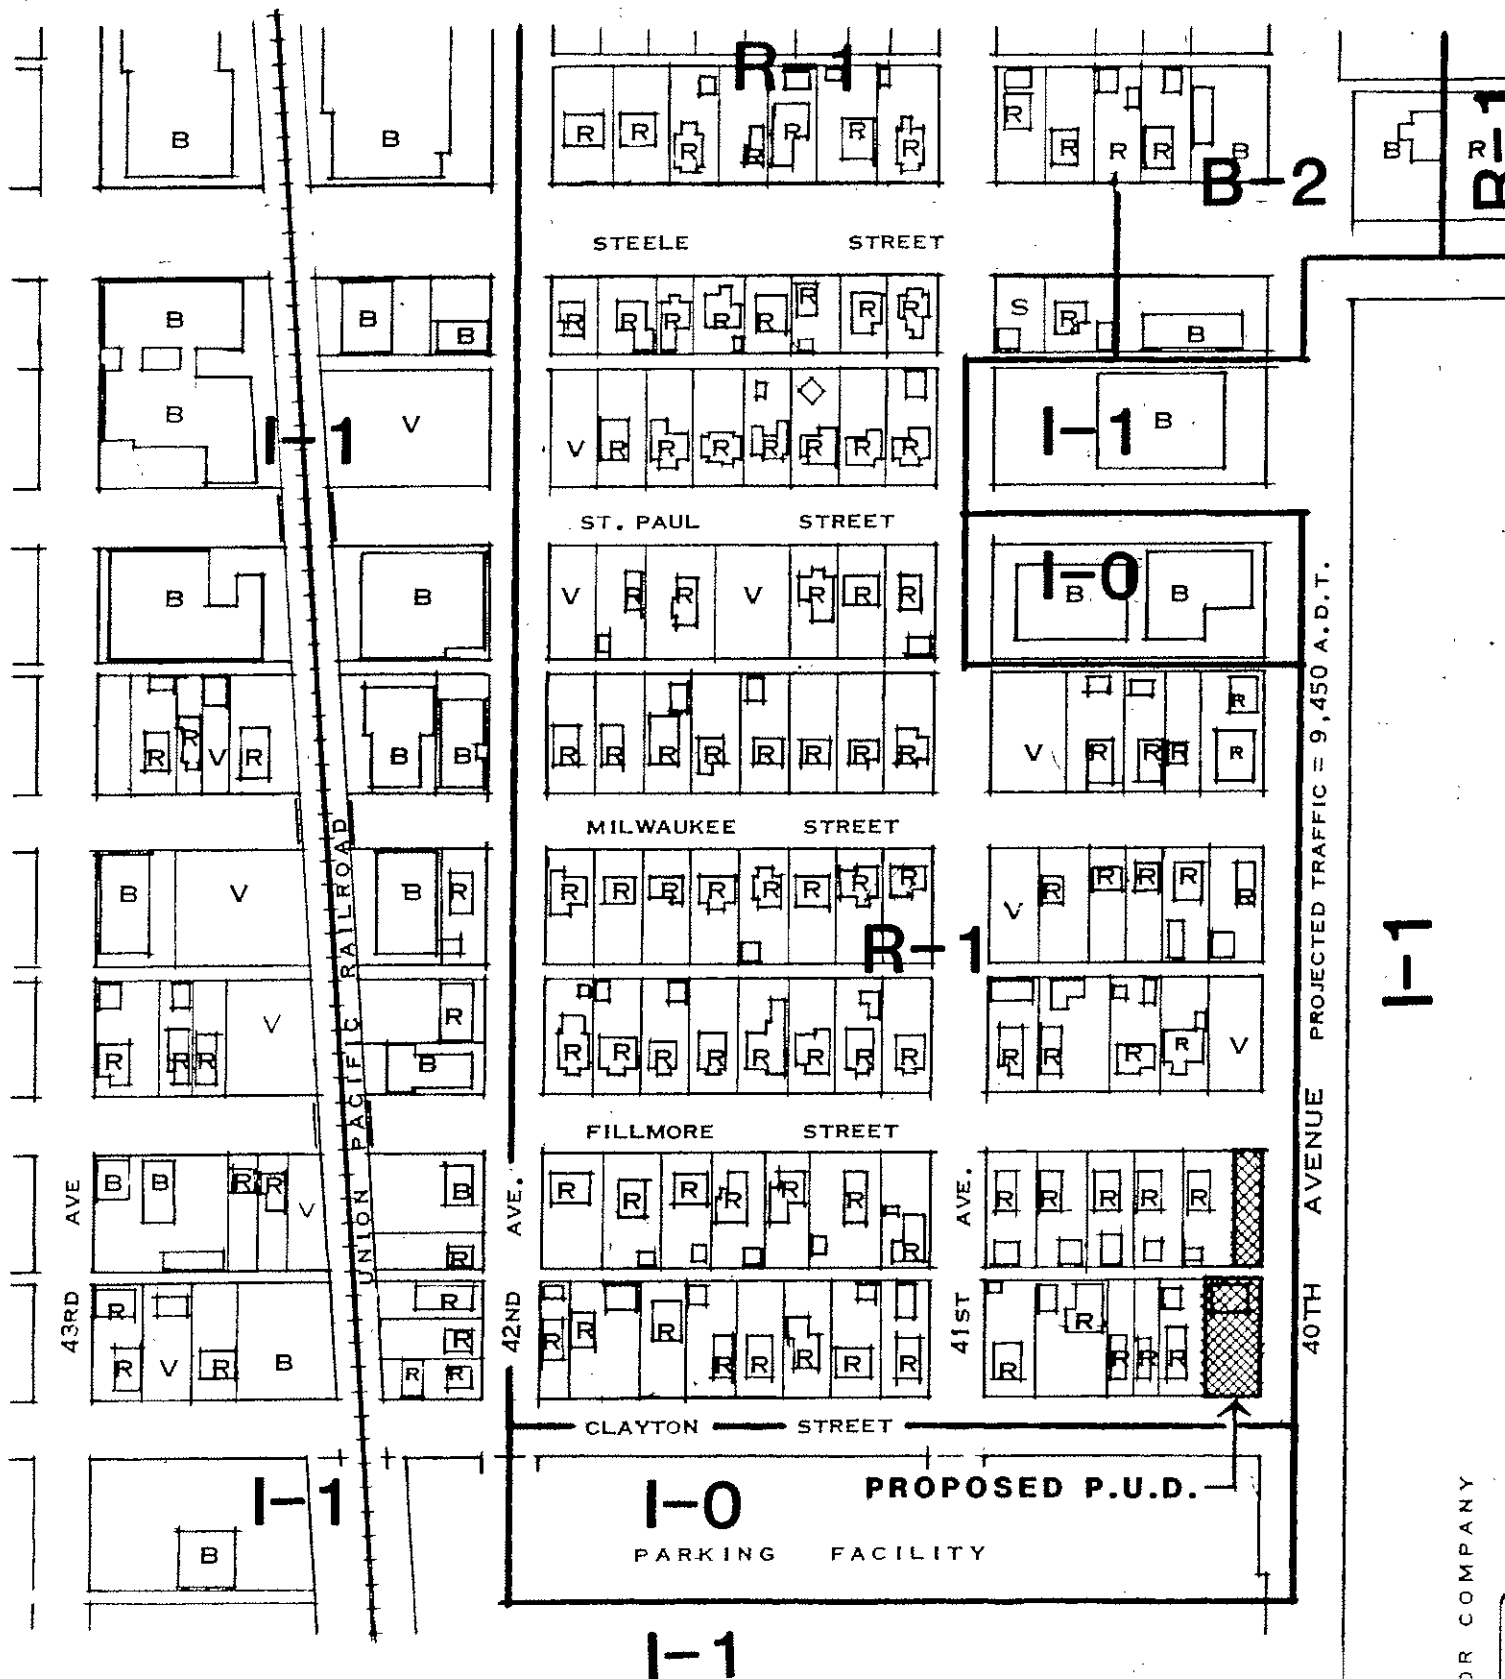 R-1
B B R R R R R R R R R R R B B R
B-2
R-1
STEELE STREET
B B B R R R R R R R R S R B
B V V R R R R R R R B
I-1
I-1
ST. PAUL STREET
B B V R R V R R R B B
I-0
R R V R B B R R R R R R R R V R R R R R
MILWAUKEE STREET
B V B R R R R R R R R R V R R R R R
R-1
I-1
R R R V R B R R R R R R R R R R R R V
FILLMORE STREET
B B R R V B R R R R R R R R R R R R R
R R V R B R R R R R R R R R R R R R R R R R R
43RD AVE
UNION PACIFIC RAILROAD
42ND AVE.
41ST AVE.
40TH AVENUE PROJECTED TRAFFIC = 9,450 A.D.T.
CLAYTON STREET
I-1
I-0
PROPOSED P.U.D.
B
PARKING FACILITY
I-1
COMPANY